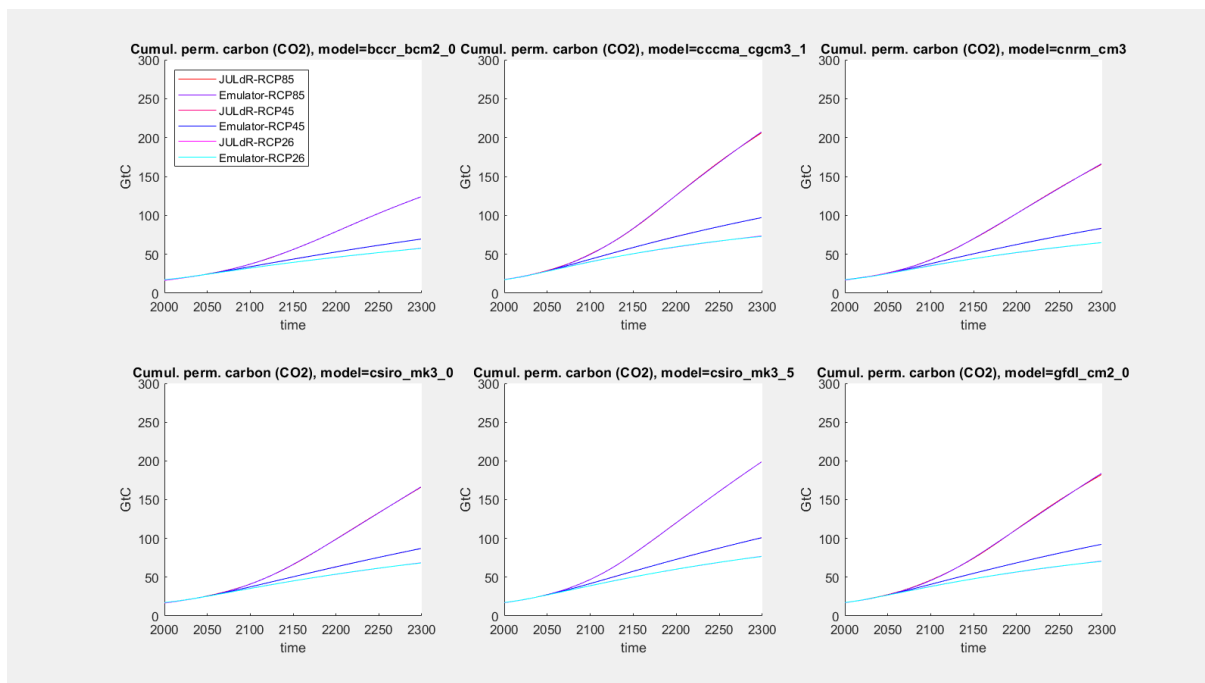 Cumul. perm. carbon (CO2), model=bccr_bcm2_0
300
250
200
150
100
50
0
GtC
JULdR-RCP85
Emulator-RCP85
JULdR-RCP45
Emulator-RCP45
JULdR-RCP26
Emulator-RCP26
2000 2050 2100 2150 2200 2250 2300
time
Cumul. perm. carbon (CO2), model=cccma_cgcm3_1
300
250
200
150
100
50
0
GtC
2000 2050 2100 2150 2200 2250 2300
time
Cumul. perm. carbon (CO2), model=cnrm_cm3
300
250
200
150
100
50
0
GtC
2000 2050 2100 2150 2200 2250 2300
time
Cumul. perm. carbon (CO2), model=csiro_mk3_0
300
250
200
150
100
50
0
GtC
2000 2050 2100 2150 2200 2250 2300
time
Cumul. perm. carbon (CO2), model=csiro_mk3_5
300
250
200
150
100
50
0
GtC
2000 2050 2100 2150 2200 2250 2300
time
Cumul. perm. carbon (CO2), model=gfdl_cm2_0
300
250
200
150
100
50
0
GtC
2000 2050 2100 2150 2200 2250 2300
time